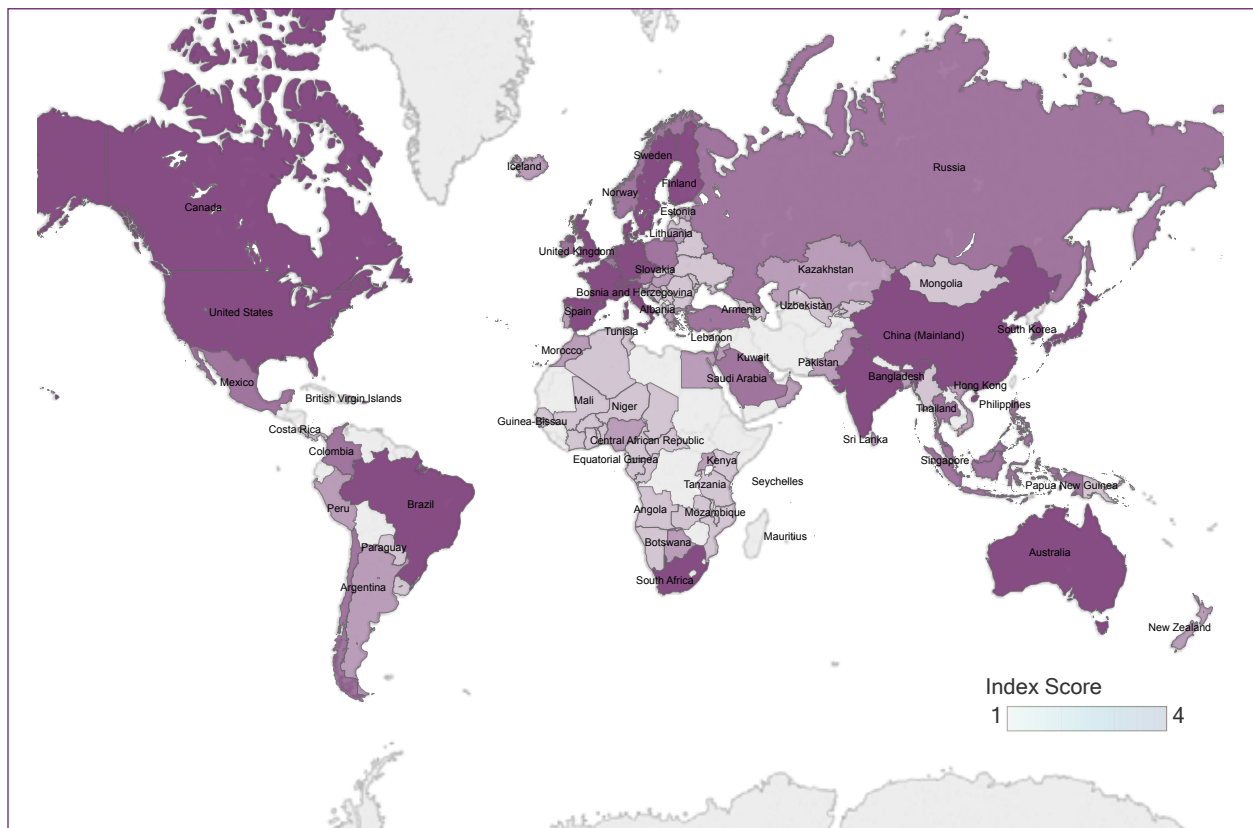 Sweden
Iceland
Finland
Russia
Norway
Canada
Estonia
Lithuania
United Kingdom
Slovakia
Kazakhstan
Mongolia
Bosnia and Herzegovina
Uzbekistan
Spain
Albania
Armenia
United States
Tunisia
Lebanon
South Korea
China (Mainland)
Morocco
Kuwait
Pakistan
Saudi Arabia
Bangladesh
Mexico
Hong Kong
British Virgin Islands
Mali
Niger
Thailand
Philippines
Guinea-Bissau
Costa Rica
Central African Republic
Sri Lanka
Colombia
Equatorial Guinea
Kenya
Singapore
Seychelles
Tanzania
Papua New Guinea
Brazil
Peru
Angola
Mozambique
Mauritius
Paraguay
Botswana
Australia
South Africa
Argentina
New Zealand
Index Score
1 4